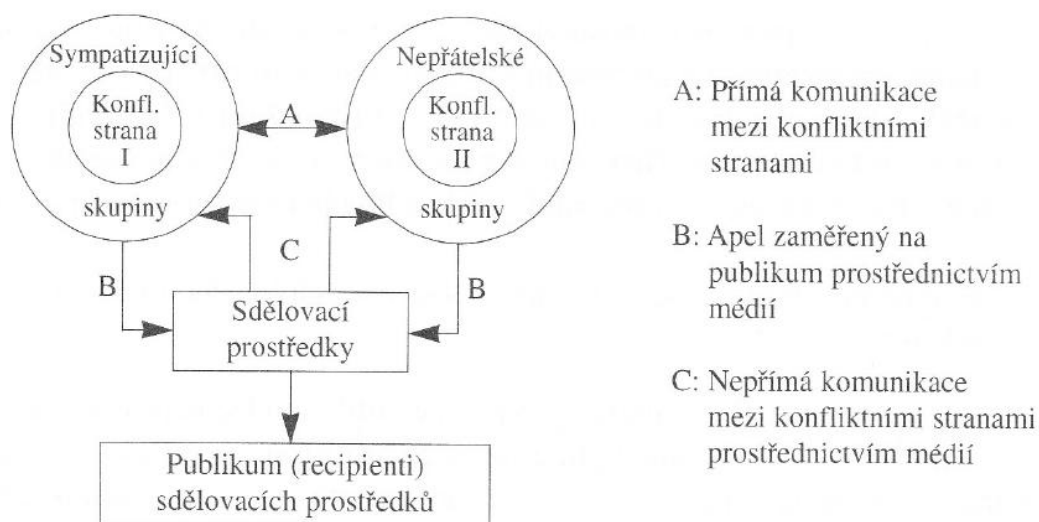 Sympatizující
Konfl.
strana
I
skupiny
Nepřátelské
Konfl.
strana
II
skupiny
A
B
C
B
Sdělovací
prostředky
Publikum (recipienti)
sdělovacích prostředků
A: Přímá komunikace
mezi konfliktními
stranami
B: Apel zaměřený na
publikum prostřednictvím
médií
C: Nepřímá komunikace
mezi konfliktními stranami
prostřednictvím médií